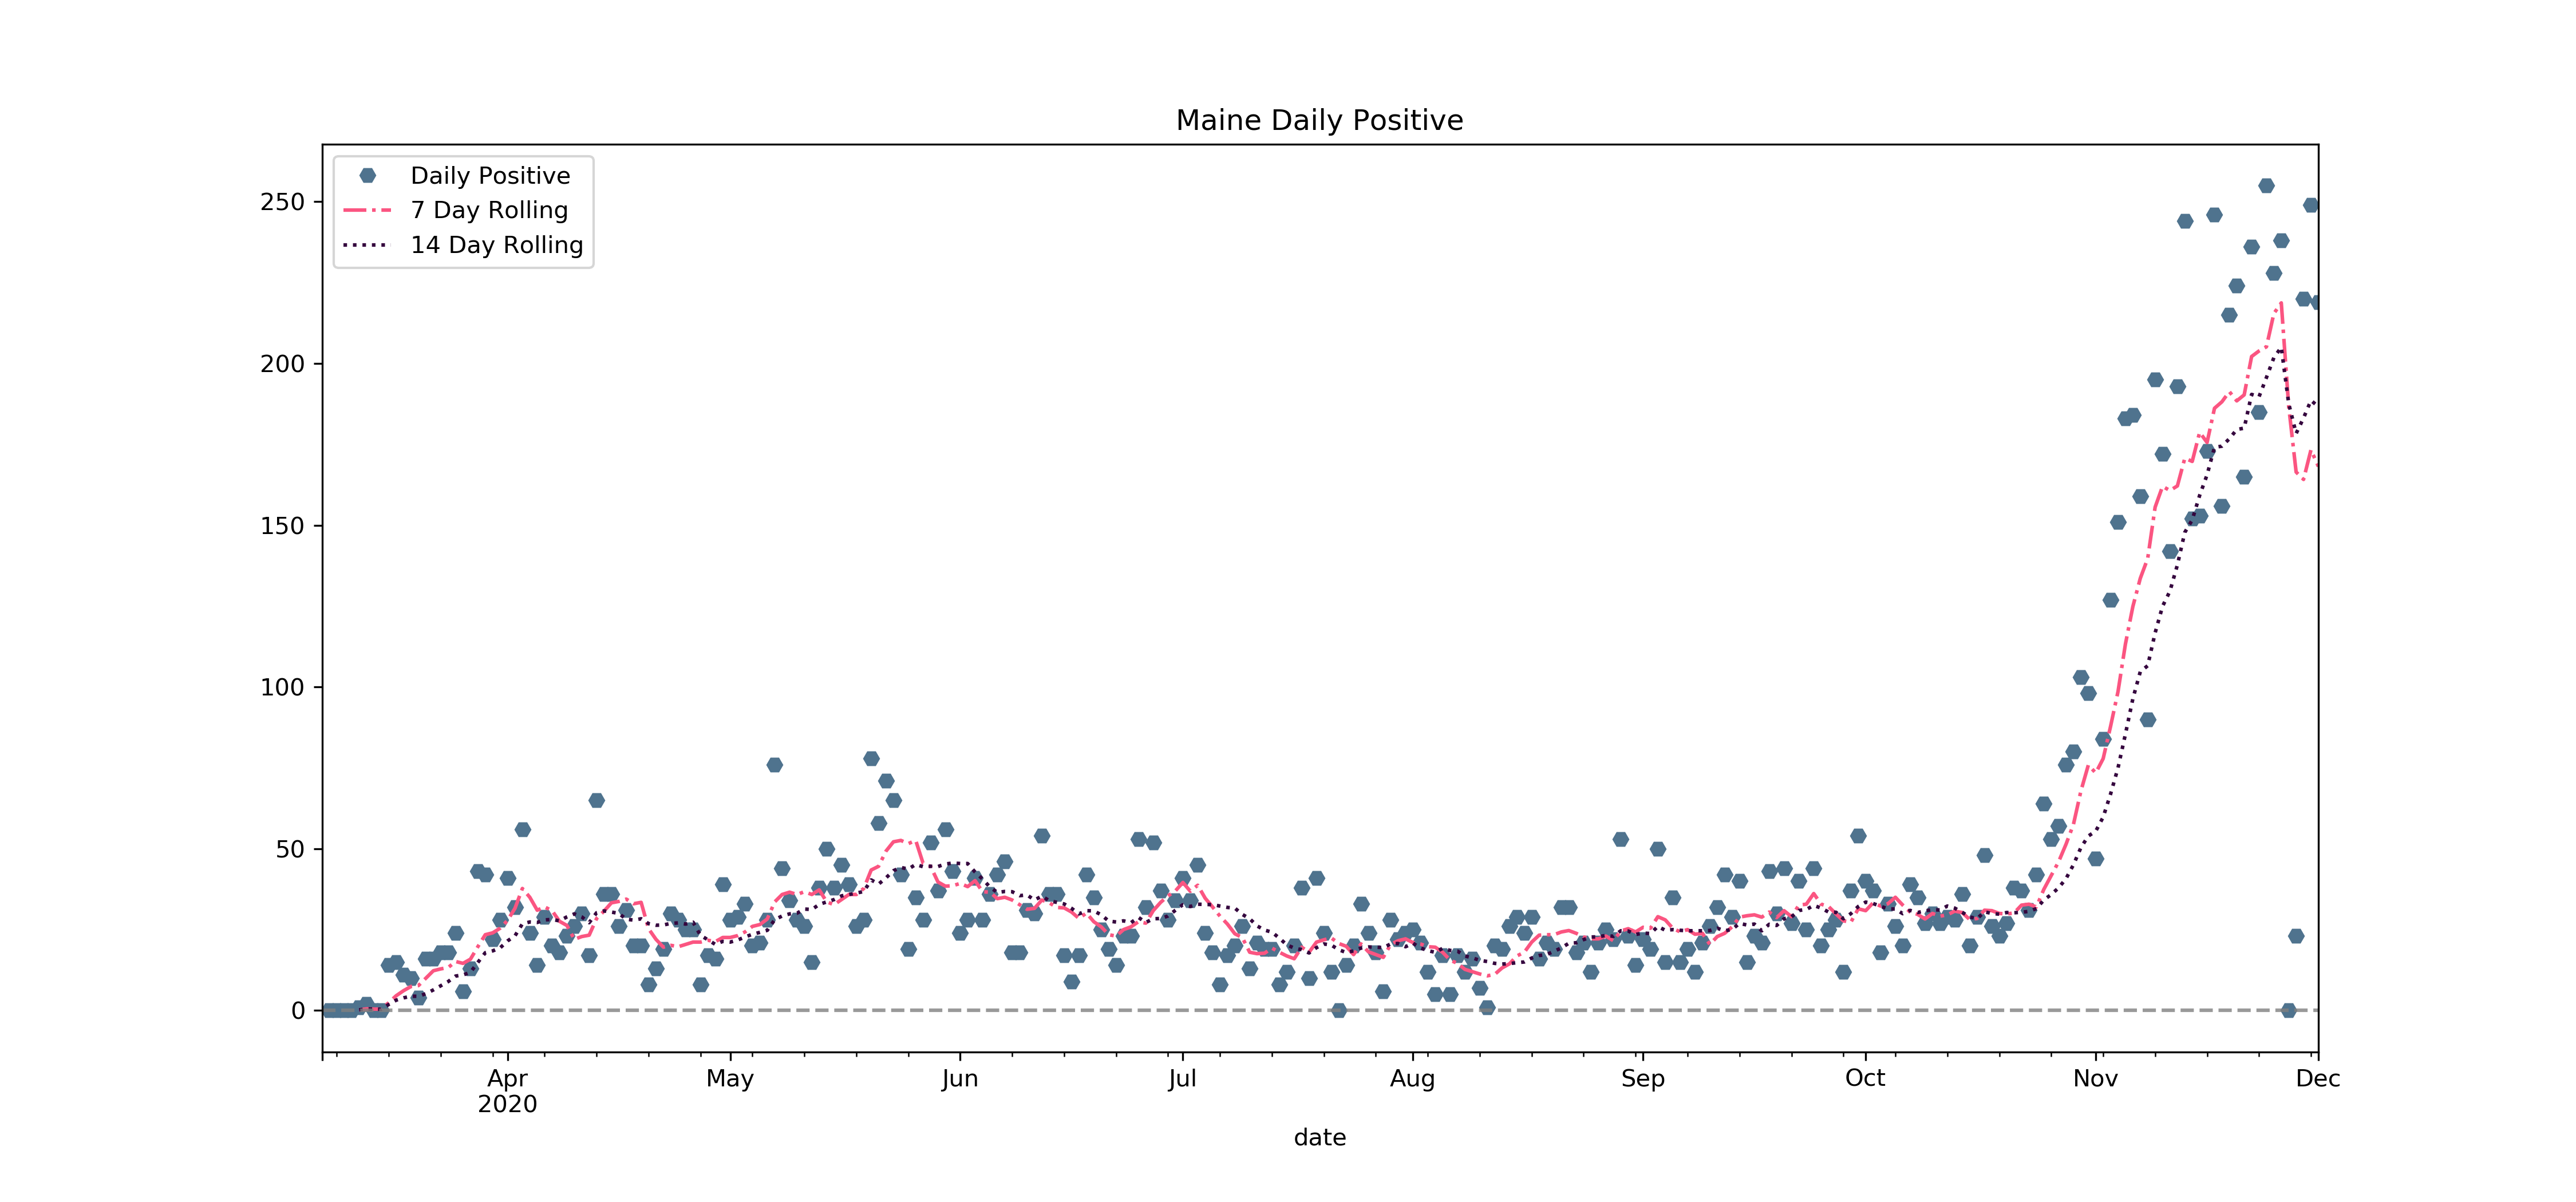 Maine Daily Positive
Daily Positive
7 Day Rolling
14 Day Rolling
250
200
150
100
50
0
Apr May Jun Jul Aug Sep Oct Nov Dec
2020
date